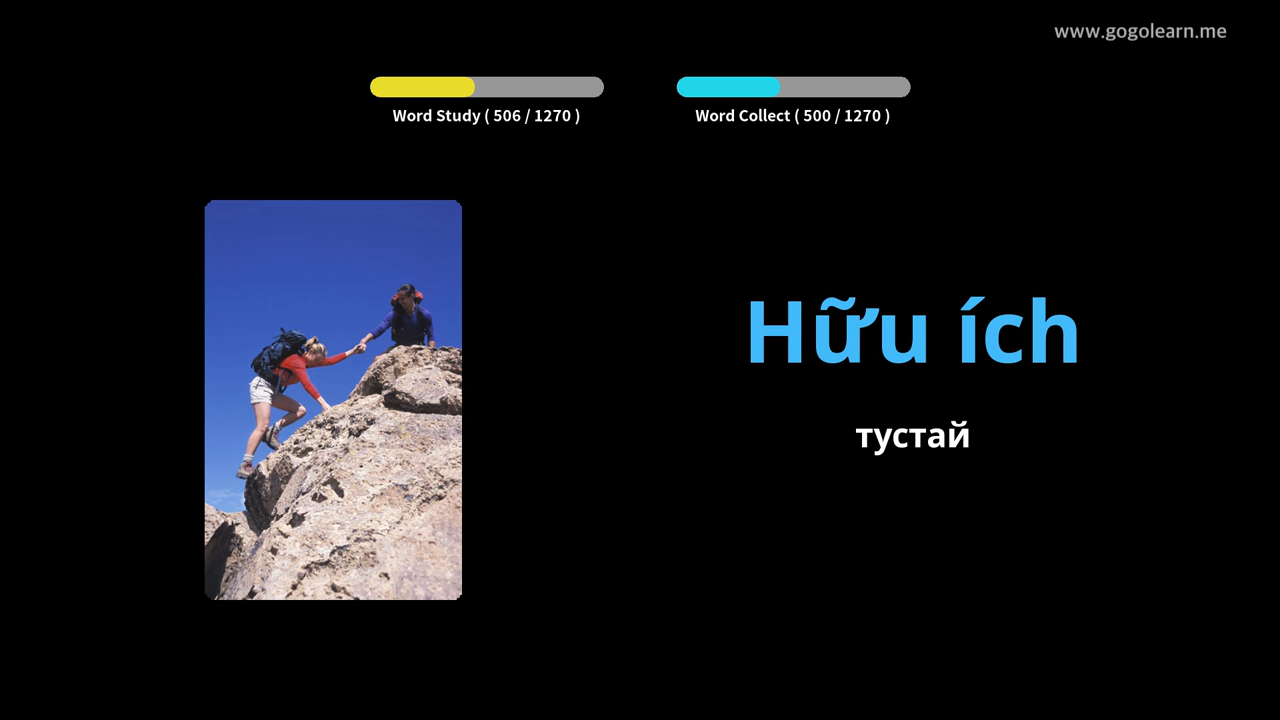 www.gogolearn.me
Word Study ( 506 / 1270 )
Word Collect ( 500 / 1270 )
Hữu ích
тустай